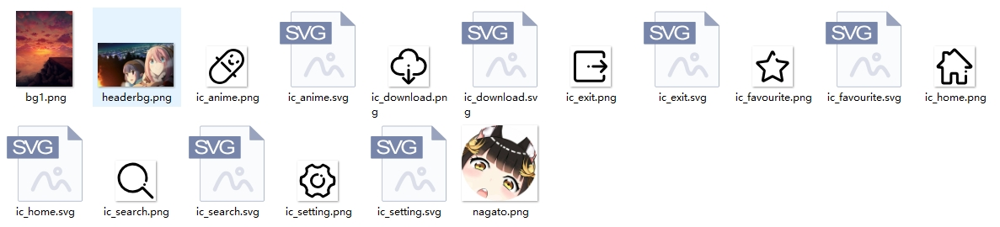 SVG
SVG
SVG
SVG
bg1.png
headerbg.png
ic_anime.png
ic_anime.svg
ic_download.pn
g
ic_download.sv
g
ic_exit.png
ic_exit.svg
ic_favourite.png
ic_favourite.svg
ic_home.png
SVG
SVG
SVG
ic_home.svg
ic_search.png
ic_search.svg
ic_setting.png
ic_setting.svg
nagato.png